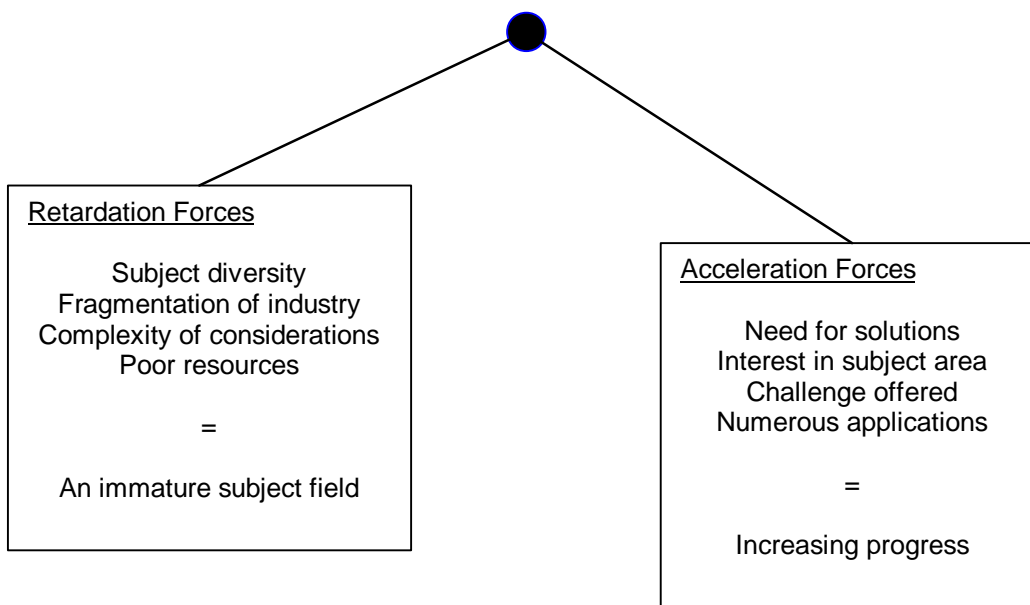 Retardation Forces
Subject diversity
Fragmentation of industry
Complexity of considerations
Poor resources
=
An immature subject field
Acceleration Forces
Need for solutions
Interest in subject area
Challenge offered
Numerous applications
=
Increasing progress